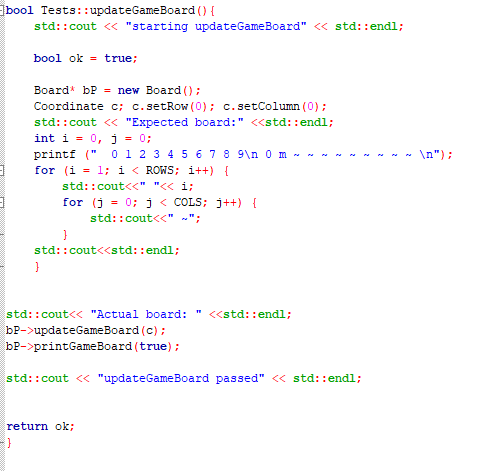 bool Tests::updateGameBoard(){
std::cout << "starting updateGameBoard" << std::endl;
bool ok = true;
Board* bP = new Board();
Coordinate c; c.setRow(0); c.setColumn(0);
std::cout << "Expected board:" <<std::endl;
int i = 0, j = 0;
printf ("  0 1 2 3 4 5 6 7 8 9\n 0 m ~ ~ ~ ~ ~ ~ ~ ~ ~ \n");
for (i = 1; i < ROWS; i++) {
std::cout<<" "<< i;
for (j = 0; j < COLS; j++) {
std::cout<<" ~";
}
std::cout<<std::endl;
}
std::cout<< "Actual board: " <<std::endl;
bP->updateGameBoard(c);
bP->printGameBoard(true);
std::cout << "updateGameBoard passed" << std::endl;
return ok;
}